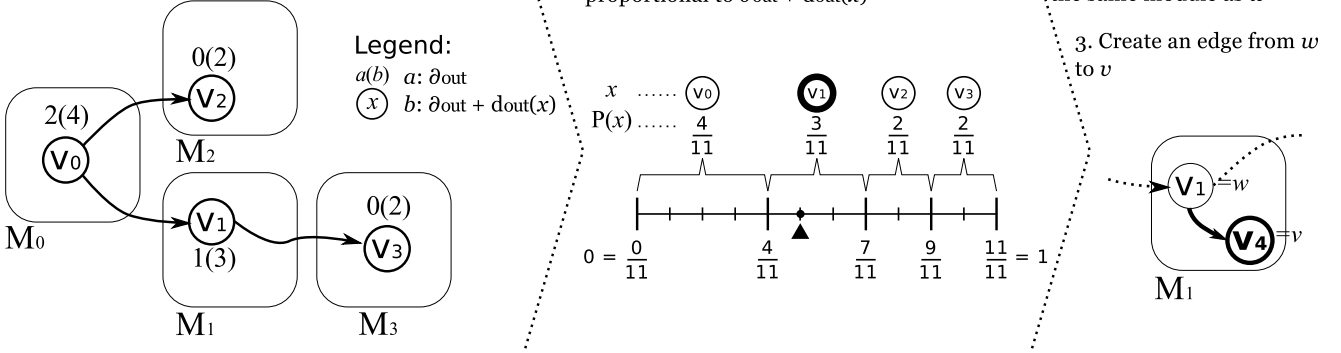 proportional to ∂out + dout(x)
the same module as u
3. Create an edge from w
to v
Legend:
a(b) a: ∂out
x b: ∂out + dout(x)
0(2)
V2
M2
2(4)
V0
M0
V1
1(3)
M1
0(2)
V3
M3
x ...... V0 V1 V2 V3
P(x) ...... 4/11 3/11 2/11 2/11
0 = 0/11 4/11 7/11 9/11 11/11 = 1
V1 =w
V4 =v
M1